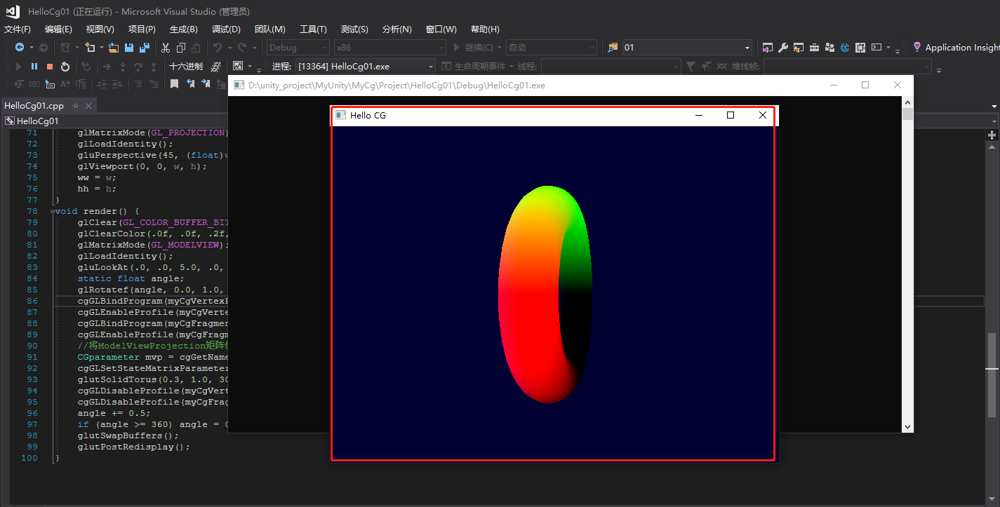 HelloCg01 (正在运行) - Microsoft Visual Studio (管理员)
文件(F) 编辑(E) 视图(V) 项目(P) 生成(B) 调试(D) 团队(M) 工具(T) 测试(S) 分析(N) 窗口(W) 帮助(H)
Debug x86 继续(C) 自动 01 Application Insight
十六进制 进程: [13364] HelloCg01.exe 生命周期事件 线程: 堆栈帧:
D:\unity_project\MyUnity\MyCg\Project\HelloCg01\Debug\HelloCg01.exe
HelloCg01.cpp
Hello CG
HelloCg01
71 glMatrixMode(GL_PROJECTION)
72 glLoadIdentity();
73 gluPerspective(45, (float)w
74 glViewport(0, 0, w, h);
75 ww = w;
76 hh = h;
77 }
78 void render() {
79 glClear(GL_COLOR_BUFFER_BIT
80 glClearColor(.0f, .0f, .2f,
81 glMatrixMode(GL_MODELVIEW);
82 glLoadIdentity();
83 gluLookAt(.0, .0, 5.0, .0,
84 static float angle;
85 glRotatef(angle, 0.0, 1.0,
86 cgGLBindProgram(myCgVertexP
87 cgGLEnableProfile(myCgVerte
88 cgGLBindProgram(myCgFragmen
89 cgGLEnableProfile(myCgFragm
90 //将ModelViewProjection矩阵
91 CGparameter mvp = cgGetName
92 cgGLSetStateMatrixParameter
93 glutSolidTorus(0.3, 1.0, 30
94 cgGLDisableProfile(myCgVert
95 cgGLDisableProfile(myCgFrag
96 angle += 0.5;
97 if (angle >= 360) angle = 0
98 glutSwapBuffers();
99 glutPostRedisplay();
100 }